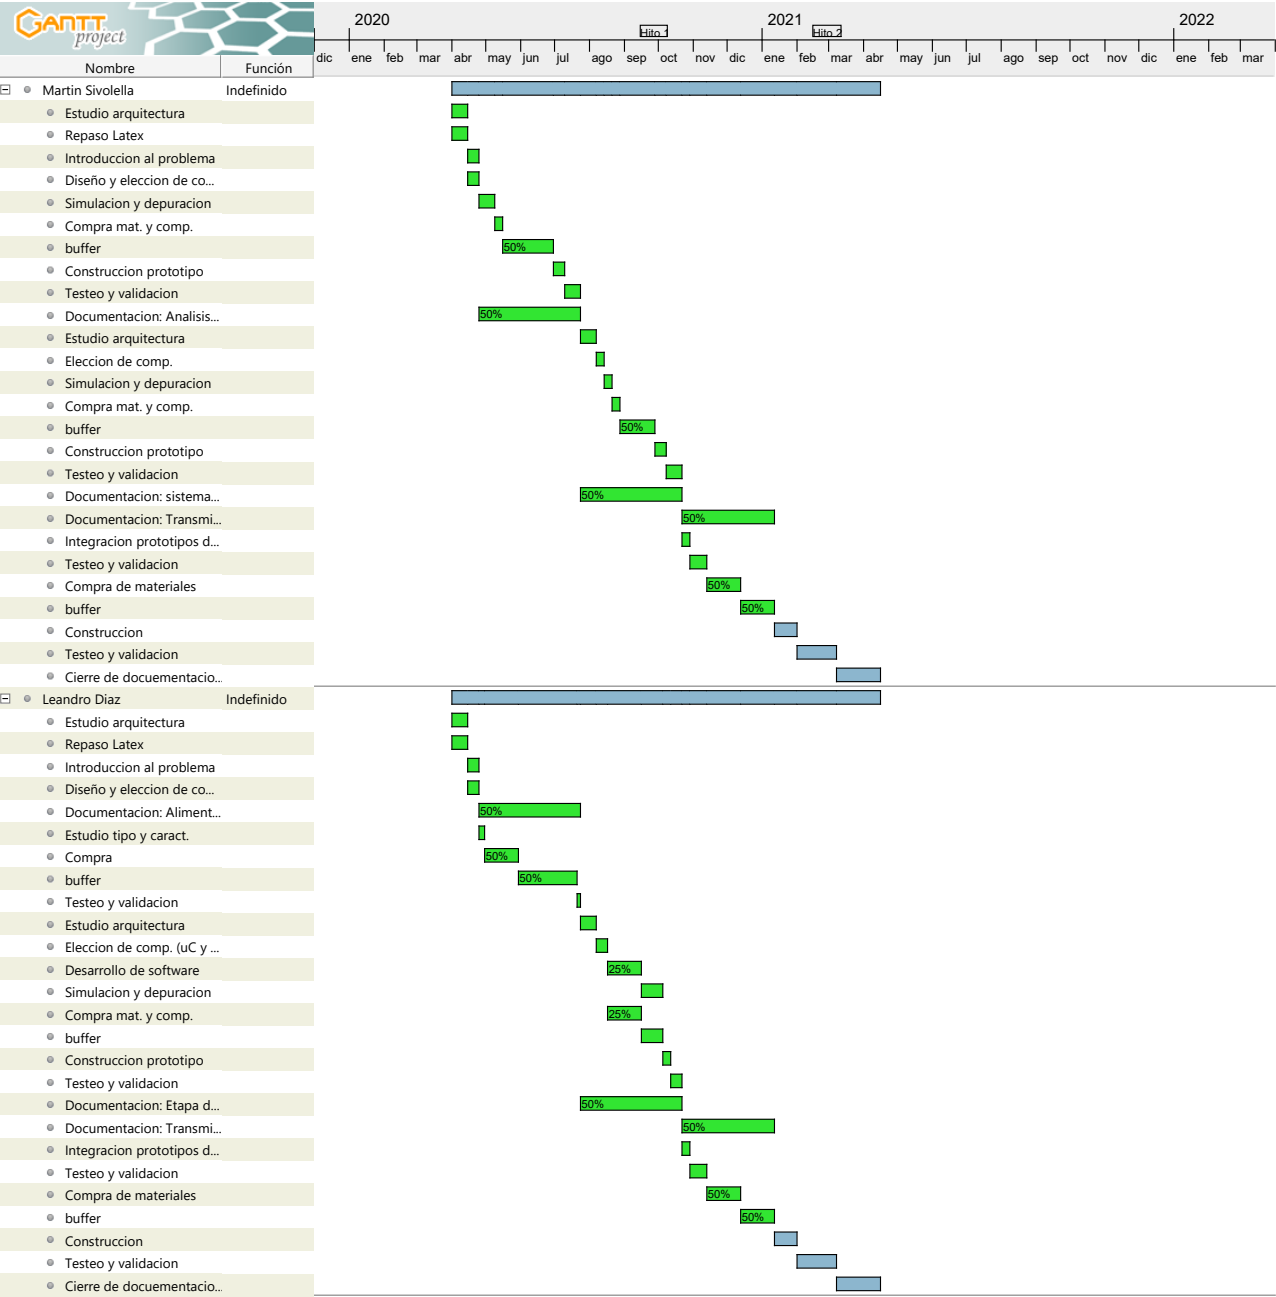 GANTT
project
2020 2021 2022
Hito 1 Hito 2
dic ene feb mar abr may jun jul ago sep oct nov dic ene feb mar abr may jun jul ago sep oct nov dic ene feb mar
Nombre Función
Martin Sivolella Indefinido
Estudio arquitectura
Repaso Latex
Introduccion al problema
Diseño y eleccion de co...
Simulacion y depuracion
Compra mat. y comp.
buffer 50%
Construccion prototipo
Testeo y validacion
Documentacion: Analisis... 50%
Estudio arquitectura
Eleccion de comp.
Simulacion y depuracion
Compra mat. y comp.
buffer 50%
Construccion prototipo
Testeo y validacion
Documentacion: sistema... 50%
Documentacion: Transmi... 50%
Integracion prototipos d...
Testeo y validacion
Compra de materiales 50%
buffer 50%
Construccion
Testeo y validacion
Cierre de docuementacio...
Leandro Diaz Indefinido
Estudio arquitectura
Repaso Latex
Introduccion al problema
Diseño y eleccion de co...
Documentacion: Aliment... 50%
Estudio tipo y caract.
Compra 50%
buffer 50%
Testeo y validacion
Estudio arquitectura
Eleccion de comp. (uC y ...
Desarrollo de software 25%
Simulacion y depuracion
Compra mat. y comp. 25%
buffer
Construccion prototipo
Testeo y validacion
Documentacion: Etapa d... 50%
Documentacion: Transmi... 50%
Integracion prototipos d...
Testeo y validacion
Compra de materiales 50%
buffer 50%
Construccion
Testeo y validacion
Cierre de docuementacio...